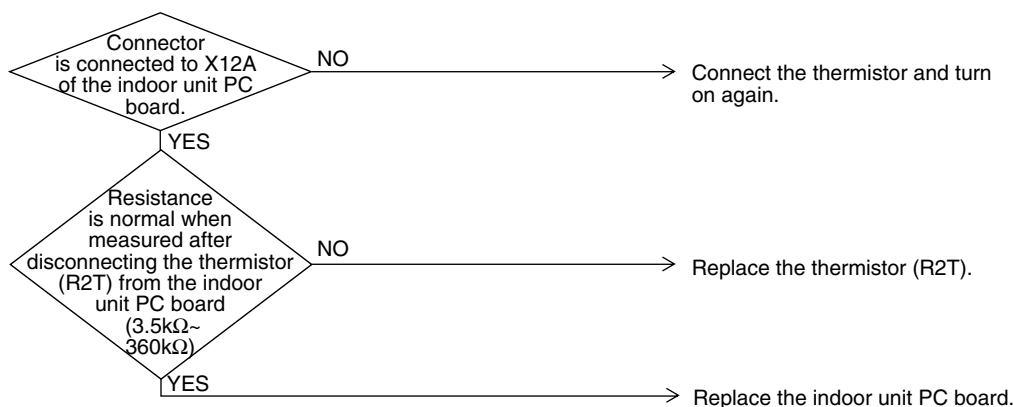 Connector
is connected to X12A
of the indoor unit PC
board.
NO
Connect the thermistor and turn
on again.
YES
Resistance
is normal when
measured after
disconnecting the thermistor
(R2T) from the indoor
unit PC board
(3.5kΩ~
360kΩ)
NO
Replace the thermistor (R2T).
YES
Replace the indoor unit PC board.